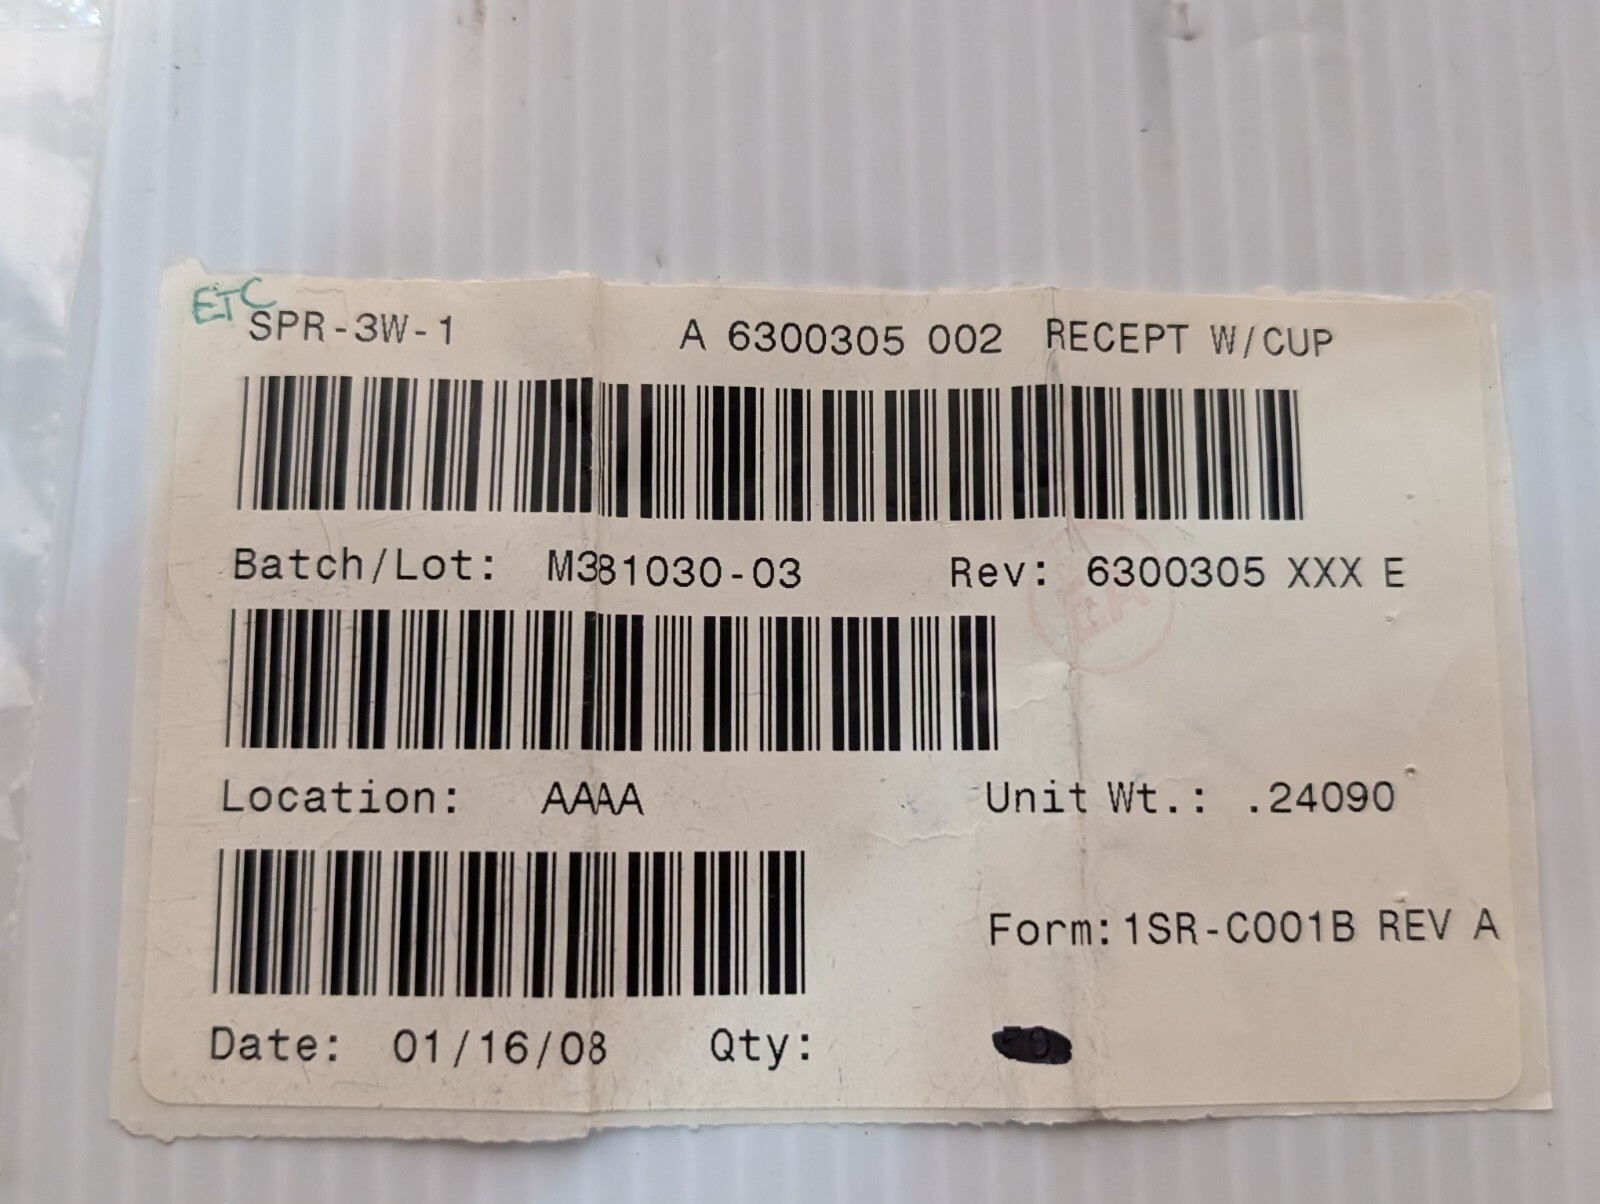 ETC
SPR-3W-1 A 6300305 002 RECEPT W/CUP
Batch/Lot: M381030-03 Rev: 6300305 XXX E
EA
Location: AAAA Unit Wt.: .24090
Form: 1SR-C001B REV A
Date: 01/16/08 Qty: